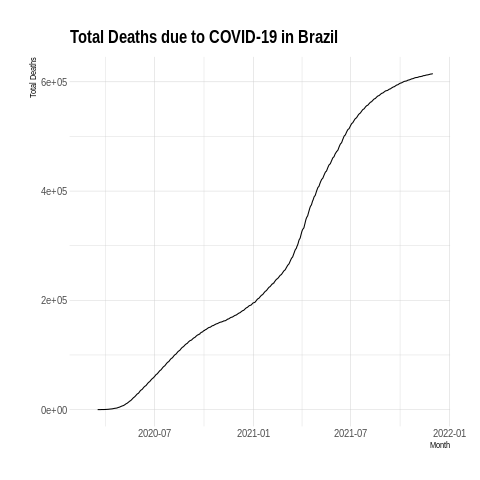 Total Deaths due to COVID-19 in Brazil
Total Deaths
6e+05
4e+05
2e+05
0e+00
2020-07 2021-01 2021-07 2022-01
Month